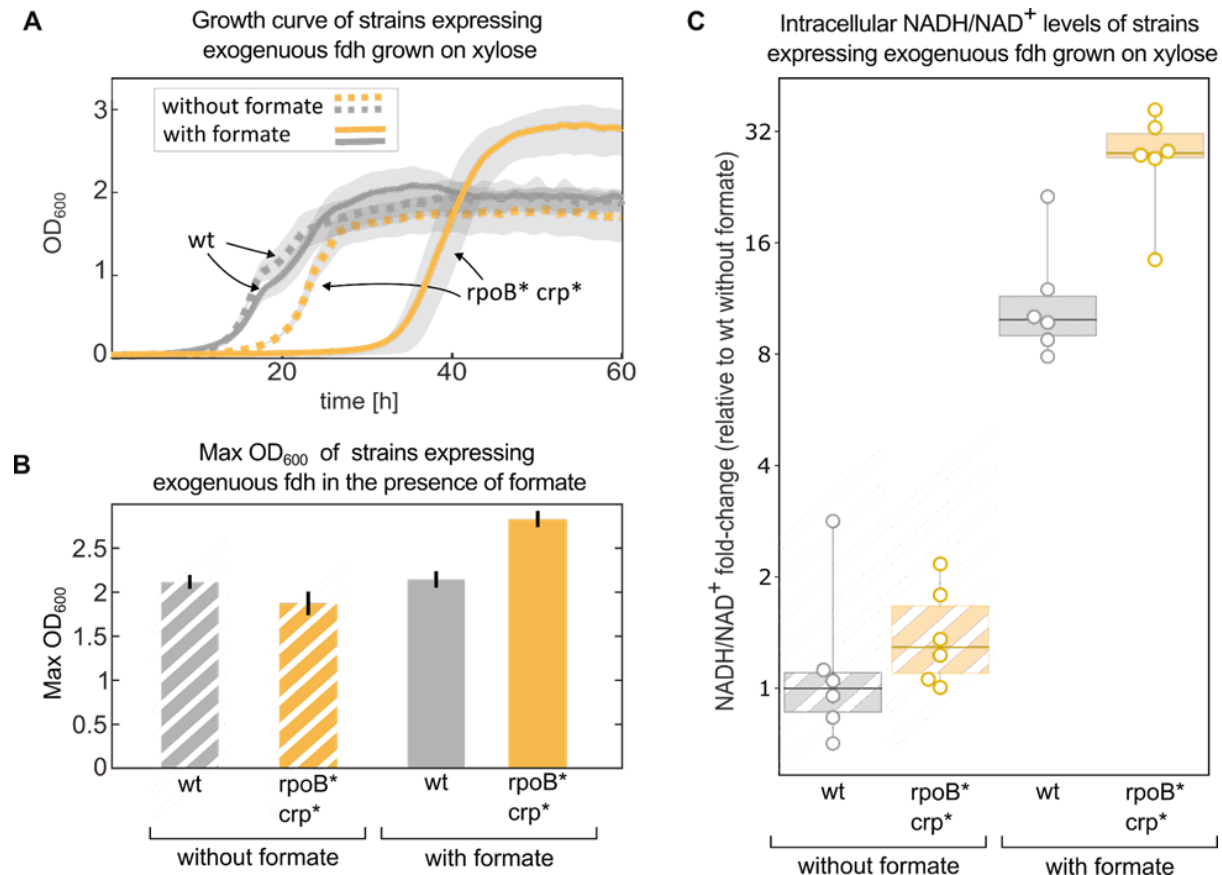 A
Growth curve of strains expressing
exogenuous fdh grown on xylose
without formate
with formate
wt
rpoB* crp*
3
2
1
0
OD600
20
40
60
time [h]
B
Max OD600 of strains expressing
exogenuous fdh in the presence of formate
2.5
2
1.5
1
0.5
0
Max OD600
wt
rpoB*
crp*
wt
rpoB*
crp*
without formate
with formate
C
Intracellular NADH/NAD+ levels of strains
expressing exogenuous fdh grown on xylose
32
16
8
4
2
1
NADH/NAD+ fold-change (relative to wt without formate)
wt
rpoB*
crp*
wt
rpoB*
crp*
without formate
with formate